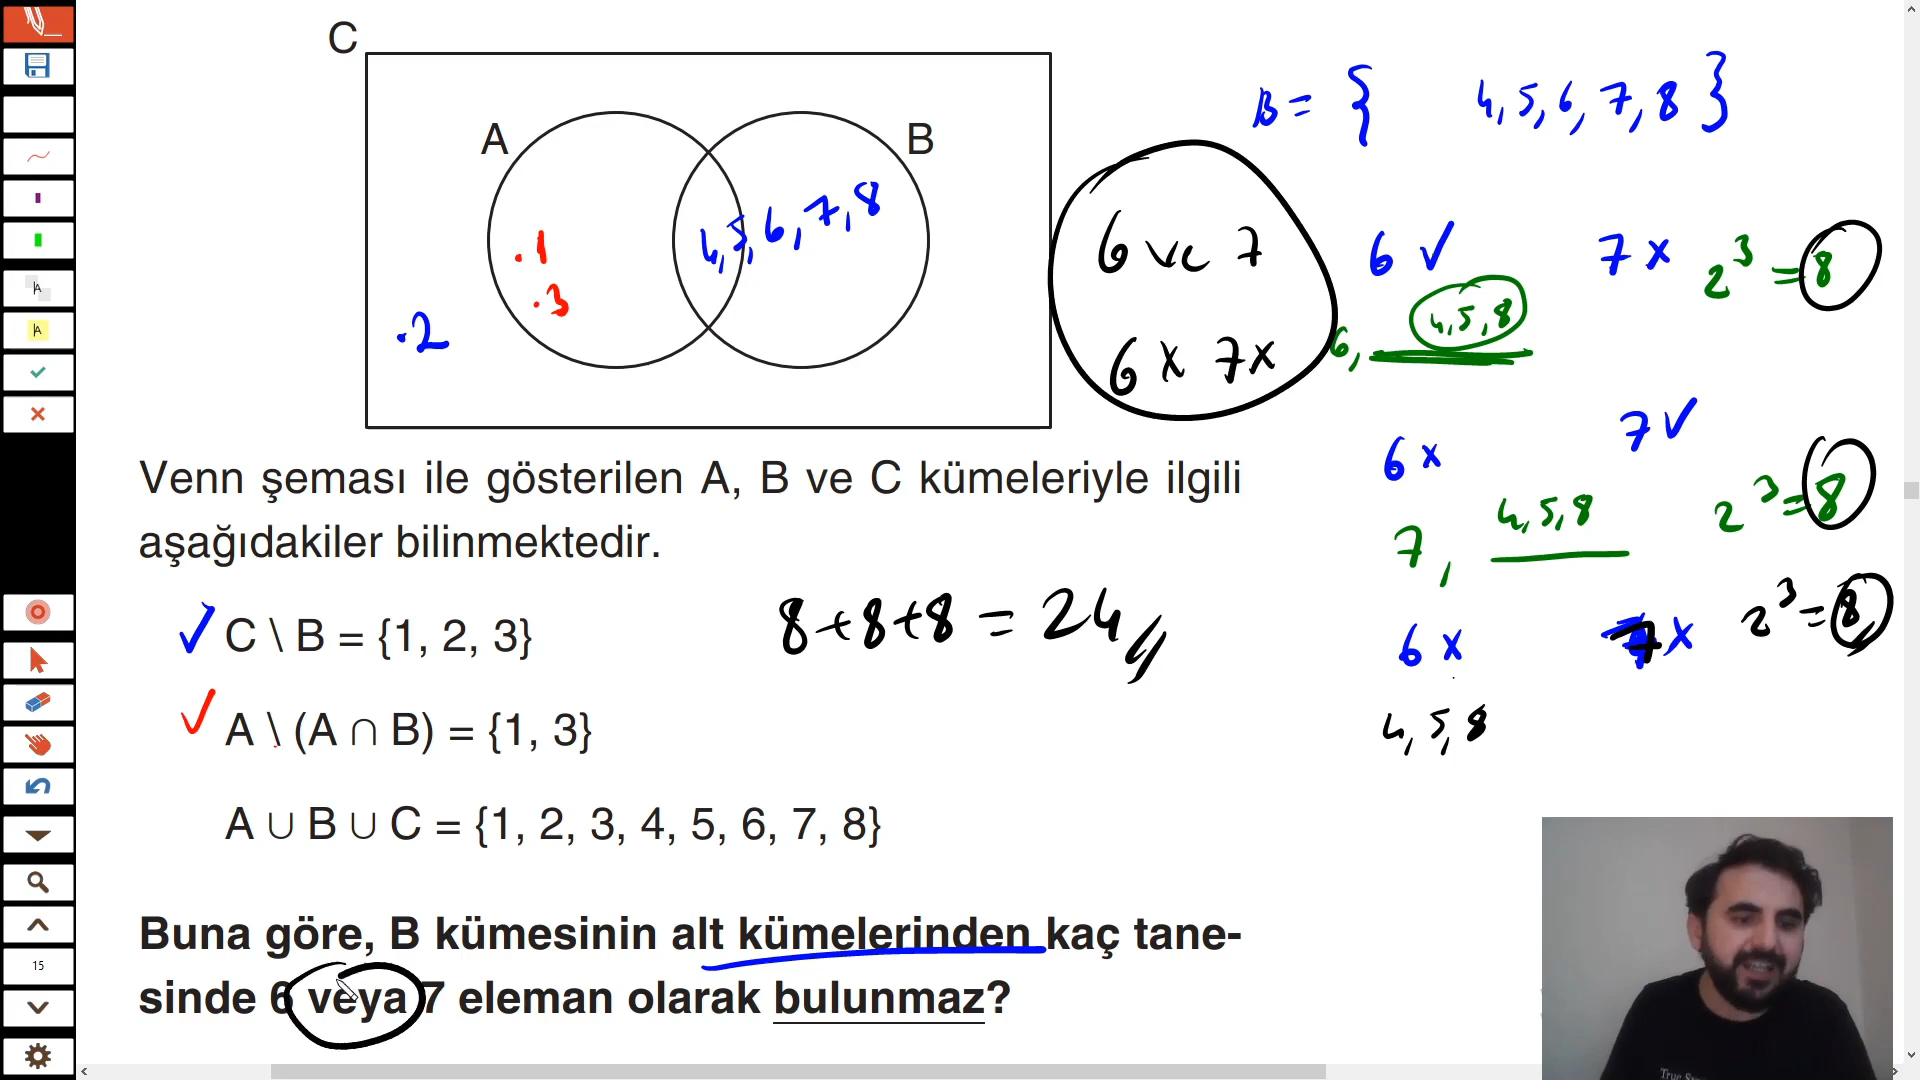 C
A
B
.1
.3
.2
4, 5, 6, 7, 8
B = { 4, 5, 6, 7, 8 }
6 ve 7
6 x 7x
6 ✓ 7 x 2³ = 8
6, 4, 5, 8
6 x 7 ✓
7, 4, 5, 8 2³ = 8
6 x 7 x 2³ = 8
4, 5, 8
Venn şeması ile gösterilen A, B ve C kümeleriyle ilgili
aşağıdakiler bilinmektedir.
✓ C \ B = {1, 2, 3}
8+8+8 = 24
✓ A \ (A ∩ B) = {1, 3}
A ∪ B ∪ C = {1, 2, 3, 4, 5, 6, 7, 8}
Buna göre, B kümesinin alt kümelerinden kaç tane-
sinde 6 veya 7 eleman olarak bulunmaz?
15